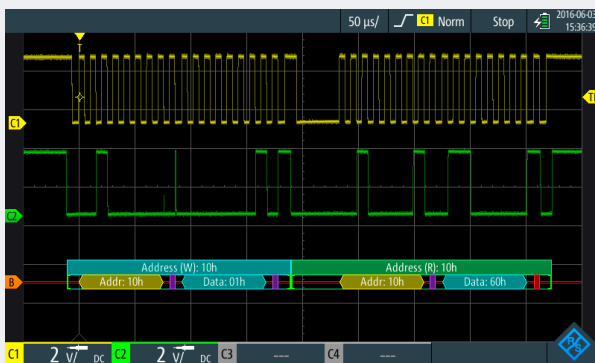 50 µs/ C1 Norm Stop 2016-06-03
15:36:39
T
C1
C2
Address (W): 10h Address (R): 10h
B Addr: 10h Data: 01h Addr: 10h Data: 60h
C1 2 V/ DC C2 2 V/ DC C3 --- C4 ---
R&S